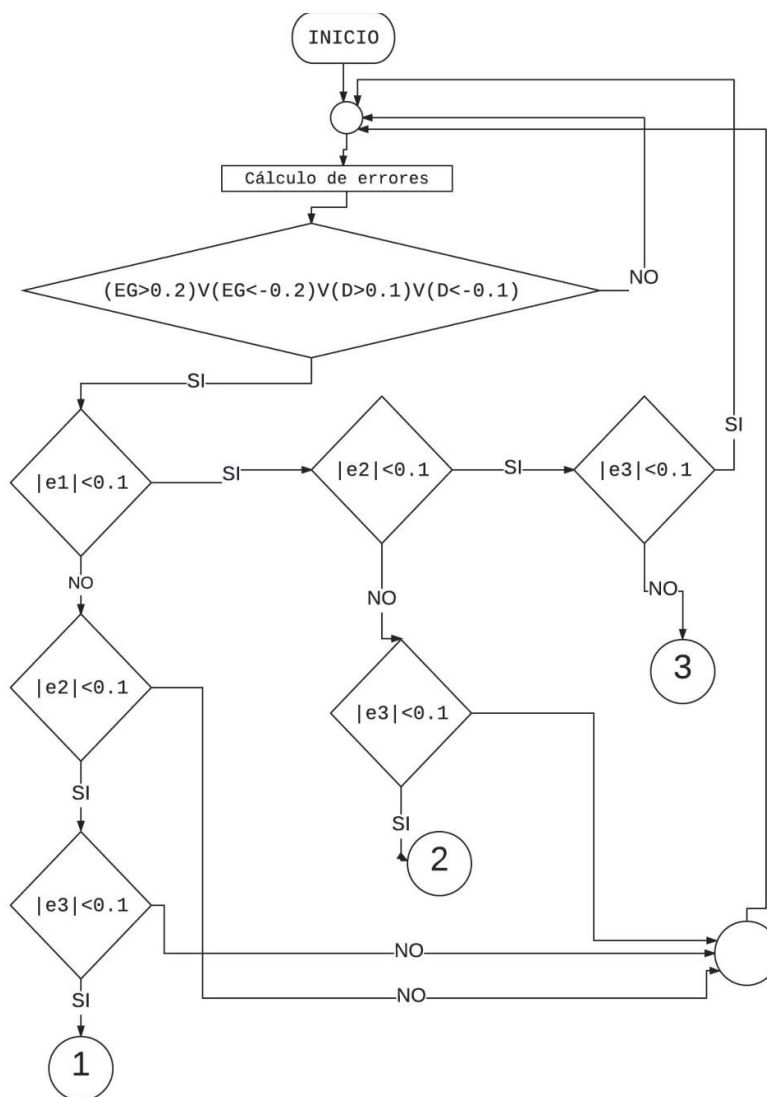 INICIO
Cálculo de errores
(EG>0.2)V(EG<-0.2)V(D>0.1)V(D<-0.1)
NO
SI
SI
|e1|<0.1
SI
|e2|<0.1
SI
|e3|<0.1
NO
NO
NO
|e2|<0.1
|e3|<0.1
3
SI
SI
2
|e3|<0.1
NO
NO
SI
1